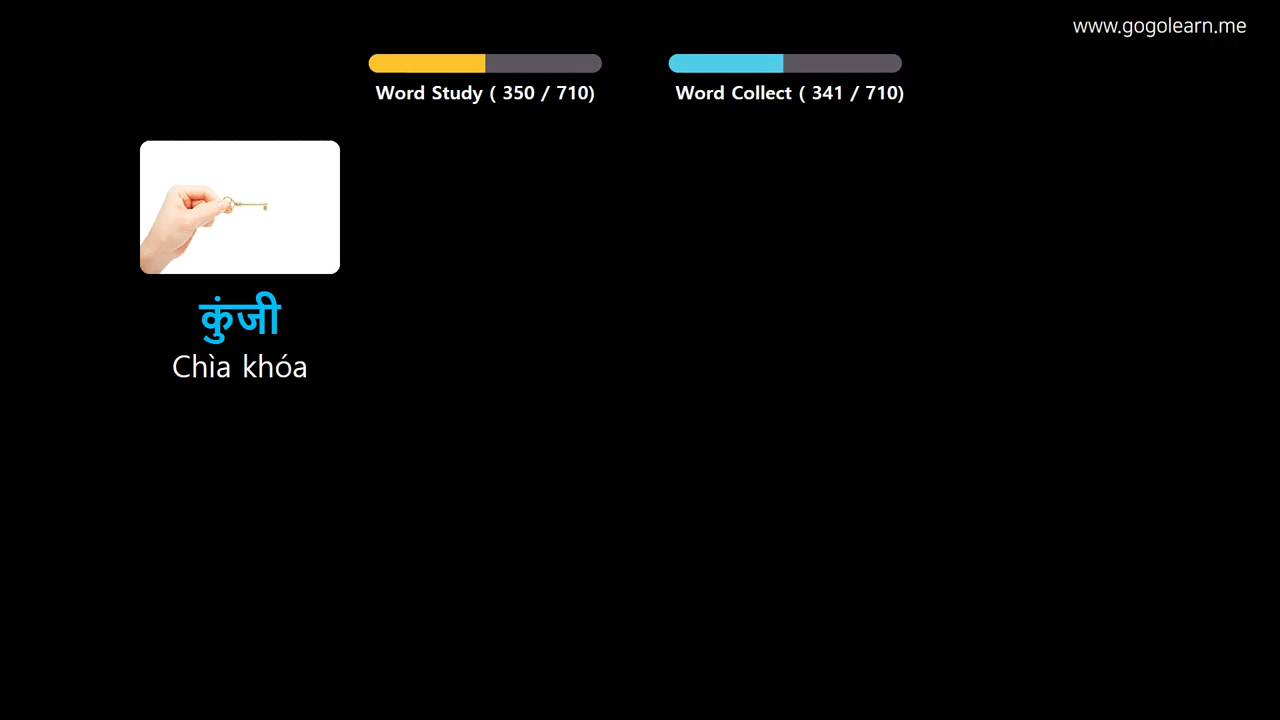 www.gogolearn.me
Word Study ( 350 / 710)
Word Collect ( 341 / 710)
कुंजी
Chìa khóa